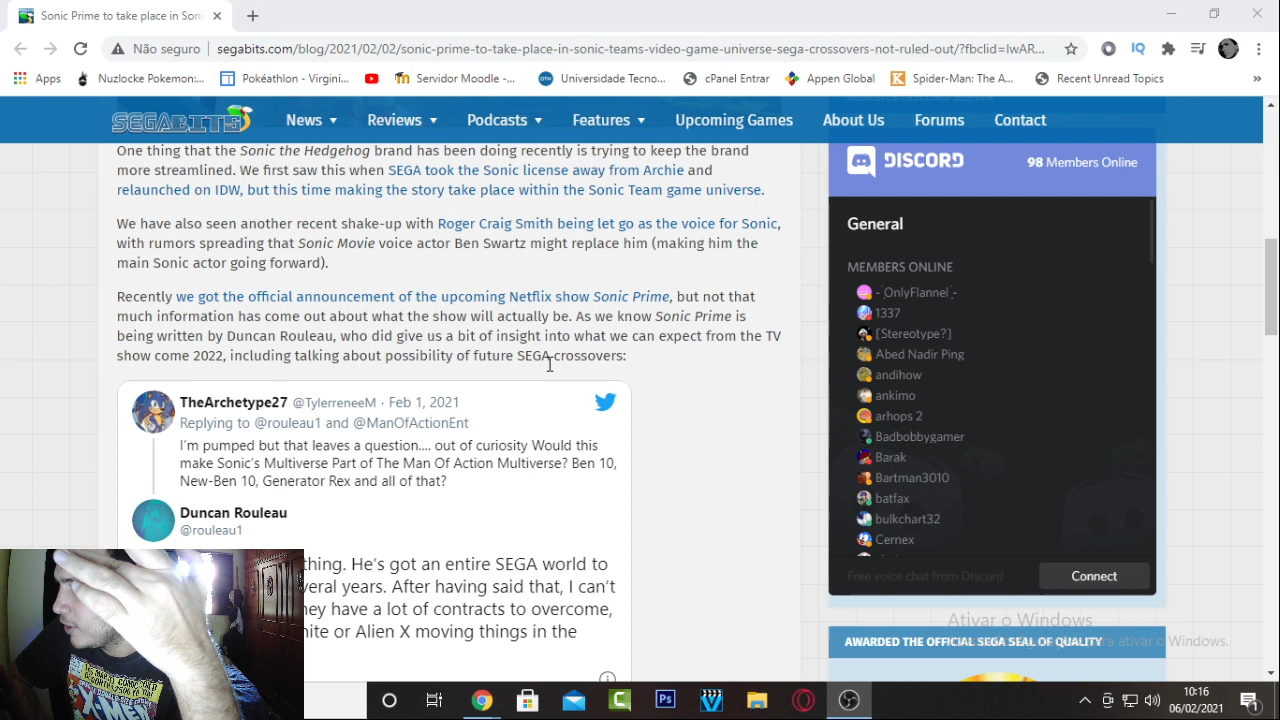 Sonic Prime to take place in Soni
Não seguro
segabits.com/blog/2021/02/02/sonic-prime-to-take-place-in-sonic-teams-video-game-universe-sega-crossovers-not-ruled-out/?fbclid=IwAR...
IQ
Apps
Nuzlocke Pokemon:...
Pokéathlon - Virgini...
Servidor Moodle -...
Universidade Tecno...
cPanel Entrar
Appen Global
Spider-Man: The A...
Recent Unread Topics
SEGABITS
News
Reviews
Podcasts
Features
Upcoming Games
About Us
Forums
Contact
One thing that the Sonic the Hedgehog brand has been doing recently is trying to keep the brand
more streamlined. We first saw this when SEGA took the Sonic license away from Archie and
relaunched on IDW, but this time making the story take place within the Sonic Team game universe.
We have also seen another recent shake-up with Roger Craig Smith being let go as the voice for Sonic,
with rumors spreading that Sonic Movie voice actor Ben Swartz might replace him (making him the
main Sonic actor going forward).
Recently we got the official announcement of the upcoming Netflix show Sonic Prime, but not that
much information has come out about what the show will actually be. As we know Sonic Prime is
being written by Duncan Rouleau, who did give us a bit of insight into what we can expect from the TV
show come 2022, including talking about possibility of future SEGA crossovers:
TheArchetype27 @TylerreneeM · Feb 1, 2021
Replying to @rouleau1 and @ManOfActionEnt
I'm pumped but that leaves a question.... out of curiosity Would this
make Sonic's Multiverse Part of The Man Of Action Multiverse? Ben 10,
New-Ben 10, Generator Rex and all of that?
Duncan Rouleau
@rouleau1
thing. He's got an entire SEGA world to
veral years. After having said that, I can't
hey have a lot of contracts to overcome,
nite or Alien X moving things in the
DISCORD
98 Members Online
General
MEMBERS ONLINE
-ˌOnlyFlannelˌ-
1337
[Stereotype?]
Abed Nadir Ping
andihow
ankimo
arhops 2
Badbobbygamer
Barak
Bartman3010
batfax
bulkchart32
Cernex
Free voice chat from Discord
Connect
Ativar o Windows
para ativar o Windows.
AWARDED THE OFFICIAL SEGA SEAL OF QUALITY
X-MEN
10:16
06/02/2021
1